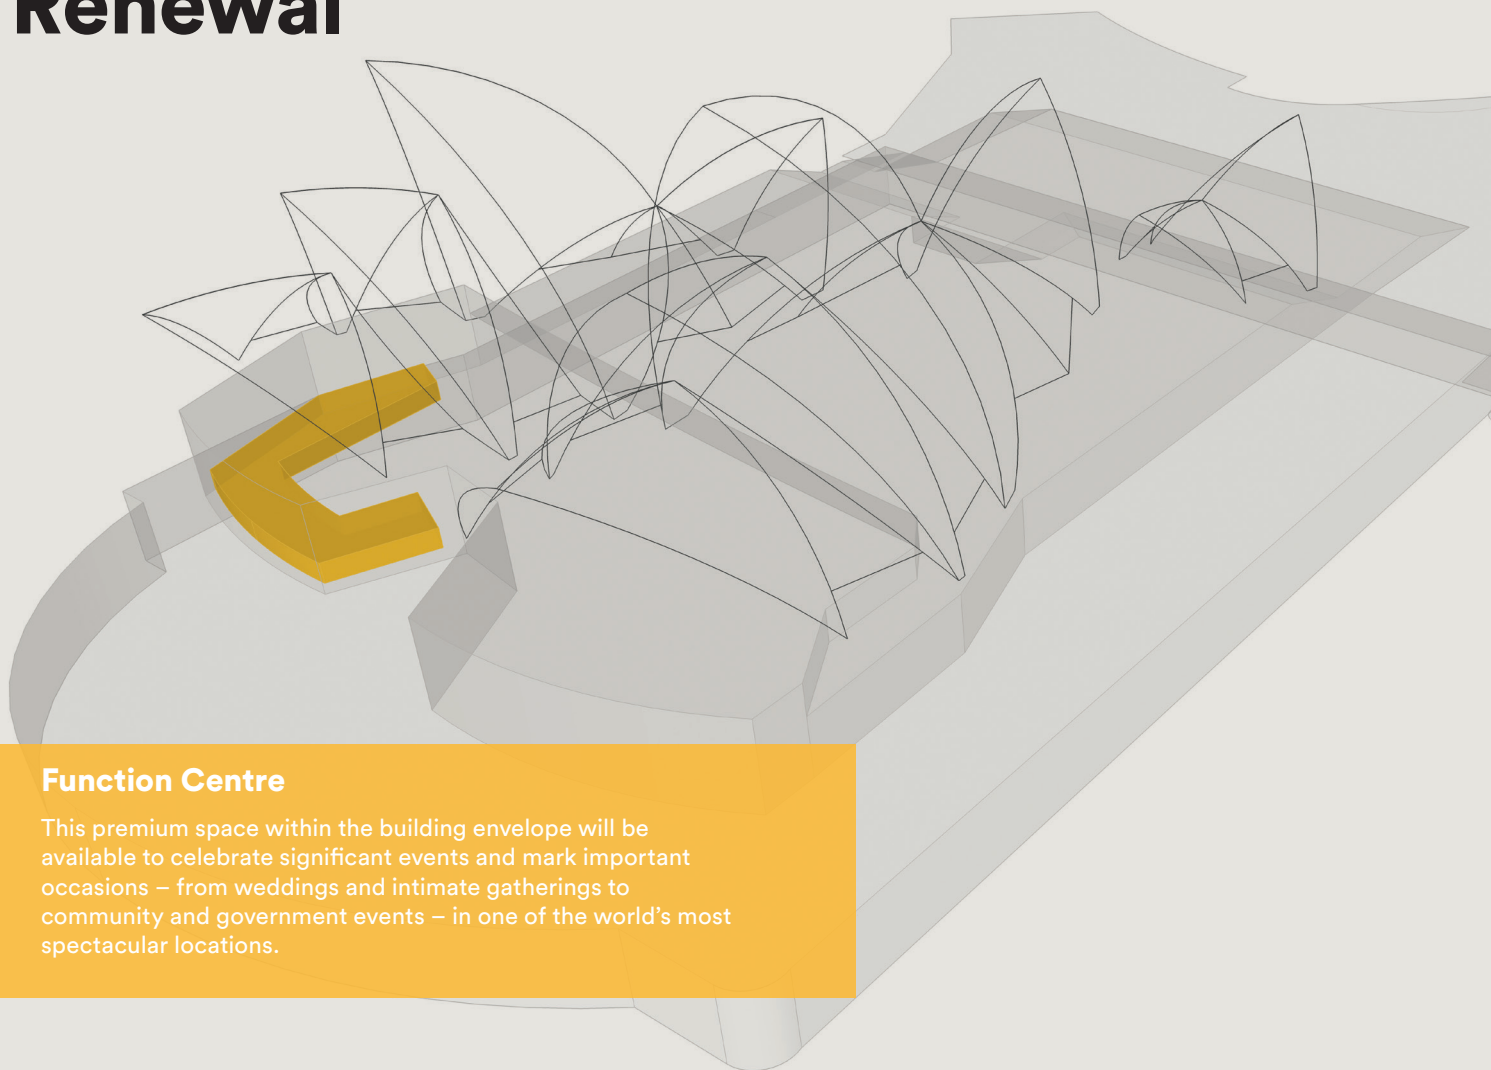 Renewal
Function Centre
This premium space within the building envelope will be
available to celebrate significant events and mark important
occasions – from weddings and intimate gatherings to
community and government events – in one of the world’s most
spectacular locations.